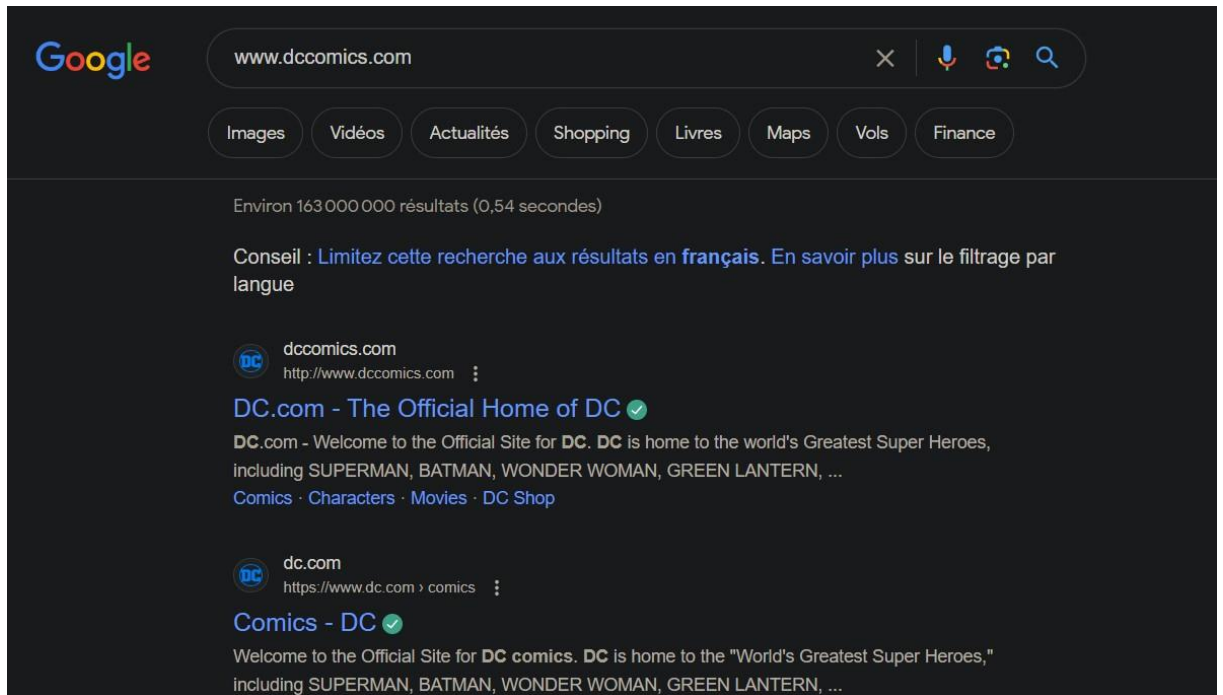 Google
www.dccomics.com
Images Vidéos Actualités Shopping Livres Maps Vols Finance
Environ 163 000 000 résultats (0,54 secondes)
Conseil : Limitez cette recherche aux résultats en français. En savoir plus sur le filtrage par
langue
DC
dccomics.com
http://www.dccomics.com
DC.com - The Official Home of DC
DC.com - Welcome to the Official Site for DC. DC is home to the world's Greatest Super Heroes,
including SUPERMAN, BATMAN, WONDER WOMAN, GREEN LANTERN, ...
Comics · Characters · Movies · DC Shop
DC
dc.com
https://www.dc.com › comics
Comics - DC
Welcome to the Official Site for DC comics. DC is home to the "World's Greatest Super Heroes,"
including SUPERMAN, BATMAN, WONDER WOMAN, GREEN LANTERN, ...